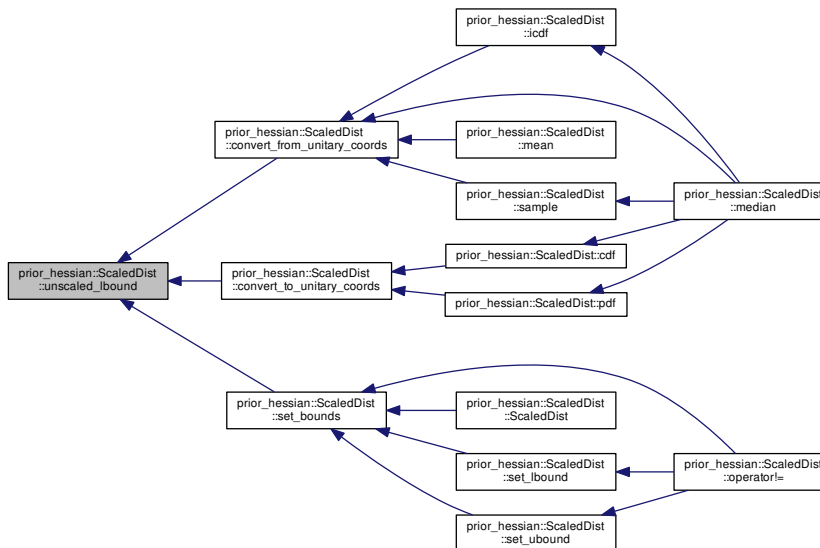 prior_hessian::ScaledDist
::icdf
prior_hessian::ScaledDist
::convert_from_unitary_coords
prior_hessian::ScaledDist
::mean
prior_hessian::ScaledDist
::sample
prior_hessian::ScaledDist
::median
prior_hessian::ScaledDist::cdf
prior_hessian::ScaledDist
::unscaled_lbound
prior_hessian::ScaledDist
::convert_to_unitary_coords
prior_hessian::ScaledDist::pdf
prior_hessian::ScaledDist
::set_bounds
prior_hessian::ScaledDist
::ScaledDist
prior_hessian::ScaledDist
::set_lbound
prior_hessian::ScaledDist
::operator!=
prior_hessian::ScaledDist
::set_ubound